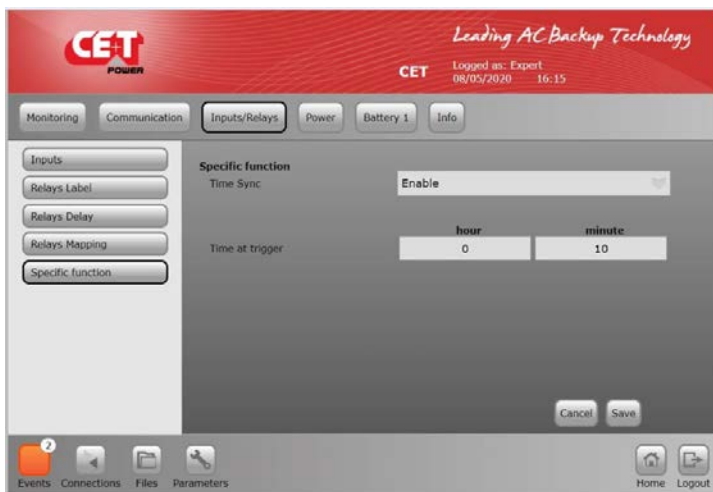 CE+T
POWER
Leading AC Backup Technology
CET
Logged as: Expert
08/05/2020 16:15
Monitoring
Communication
Inputs/Relays
Power
Battery 1
Info
Inputs
Relays Label
Relays Delay
Relays Mapping
Specific function
Specific function
Time Sync
Enable
hour
minute
Time at trigger
0
10
Cancel
Save
2
Events
Connections
Files
Parameters
Home
Logout